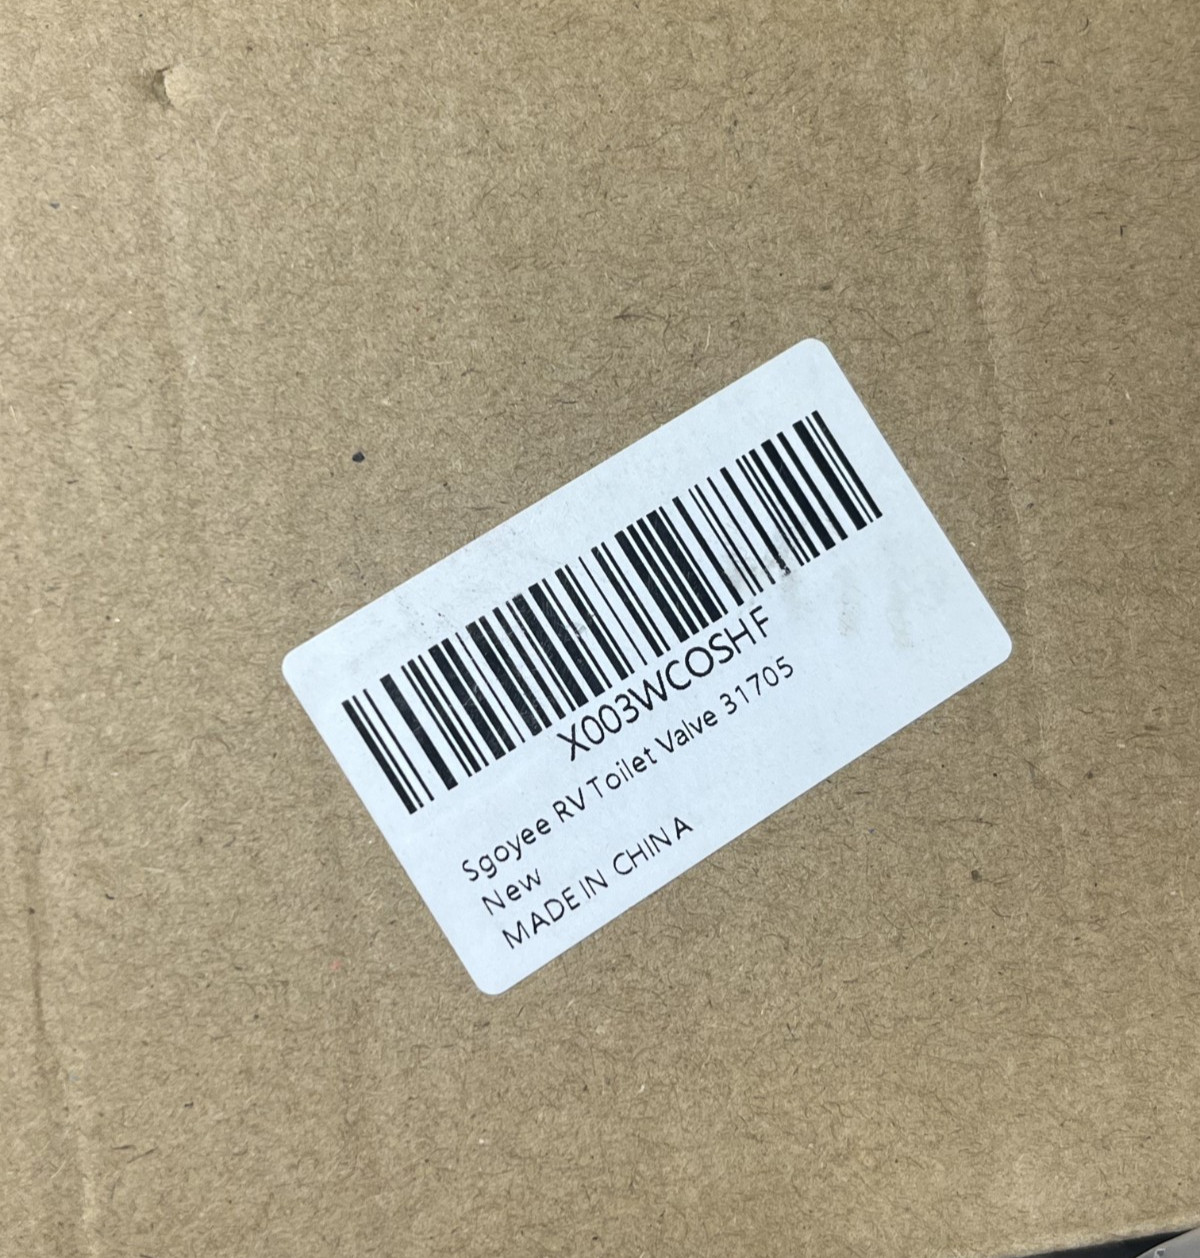 X003WCOSHF
Sgoyee RV Toilet Valve 31705
New
MADE IN CHINA